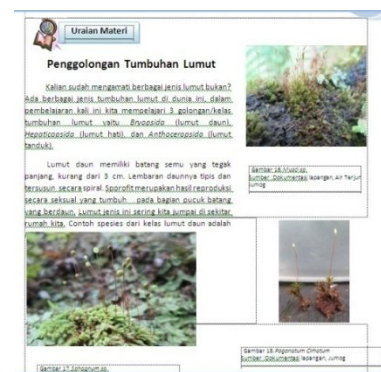 Uraian Materi
Penggolongan Tumbuhan Lumut
Kalian sudah mengamati berbagai jenis lumut bukan?
Ada berbagai jenis tumbuhan lumut di dunia ini, dalam
pembelajaran kali ini kita mempelajari 3 golongan/kelas
tumbuhan lumut yaitu Bryopsida (lumut daun),
Hepaticopsida (lumut hati), dan Anthoceropsida (lumut
tanduk).
Lumut daun memiliki batang semu yang tegak
panjang, kurang dari 3 cm. Lembaran daunnya tipis dan
tersusun secara spiral. Sporofit merupakan hasil reproduksi
secara seksual yang tumbuh pada bagian pucuk batang
yang berdaun. Lumut jenis ini sering kita jumpai di sekitar
rumah kita. Contoh spesies dari kelas lumut daun adalah
Gambar 16. Musci sp.
Sumber: Dokumentasi lapangan, Air Terjun
Jumog
Gambar 18. Pogonatum Cirhatum
Sumber: Dokumentasi lapangan, Jumog
Gambar 17. Sphagnum sp.